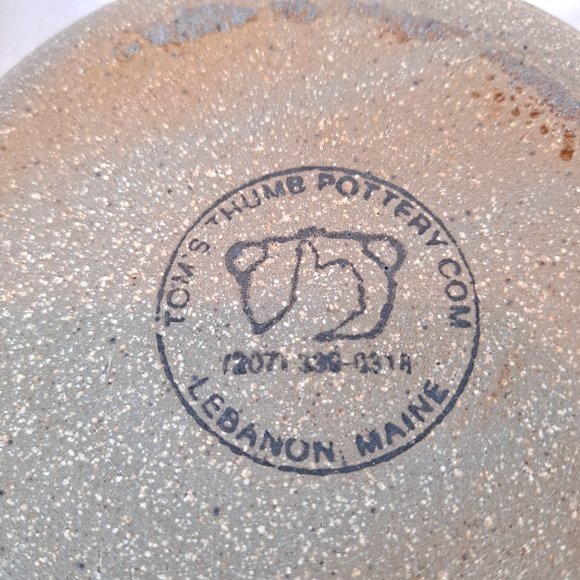 TOM'S THUMB POTTERY COM
(207)
LEBANON, MAINE